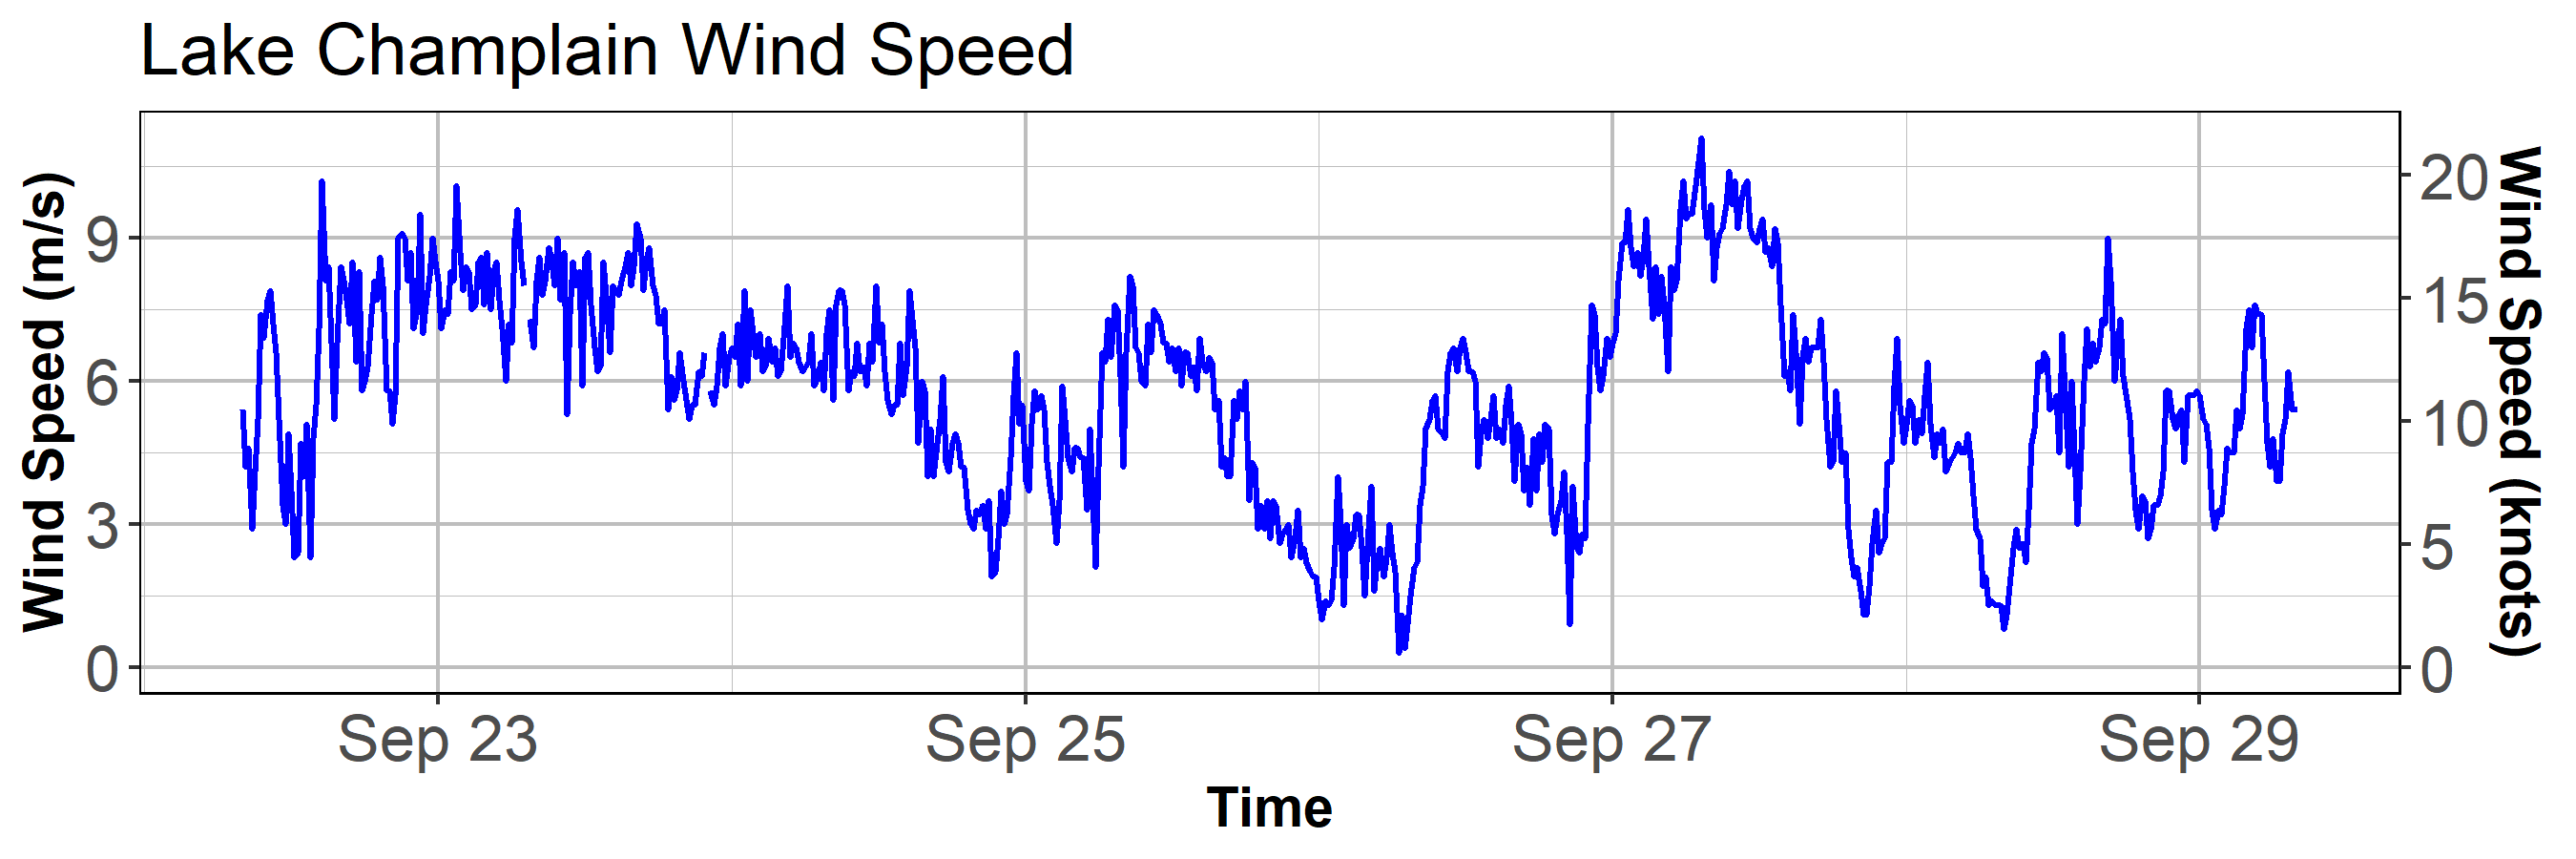 Lake Champlain Wind Speed
Wind Speed (m/s)
9
6
3
0
20
15
10
5
0
Wind Speed (knots)
Sep 23
Sep 25
Sep 27
Sep 29
Time